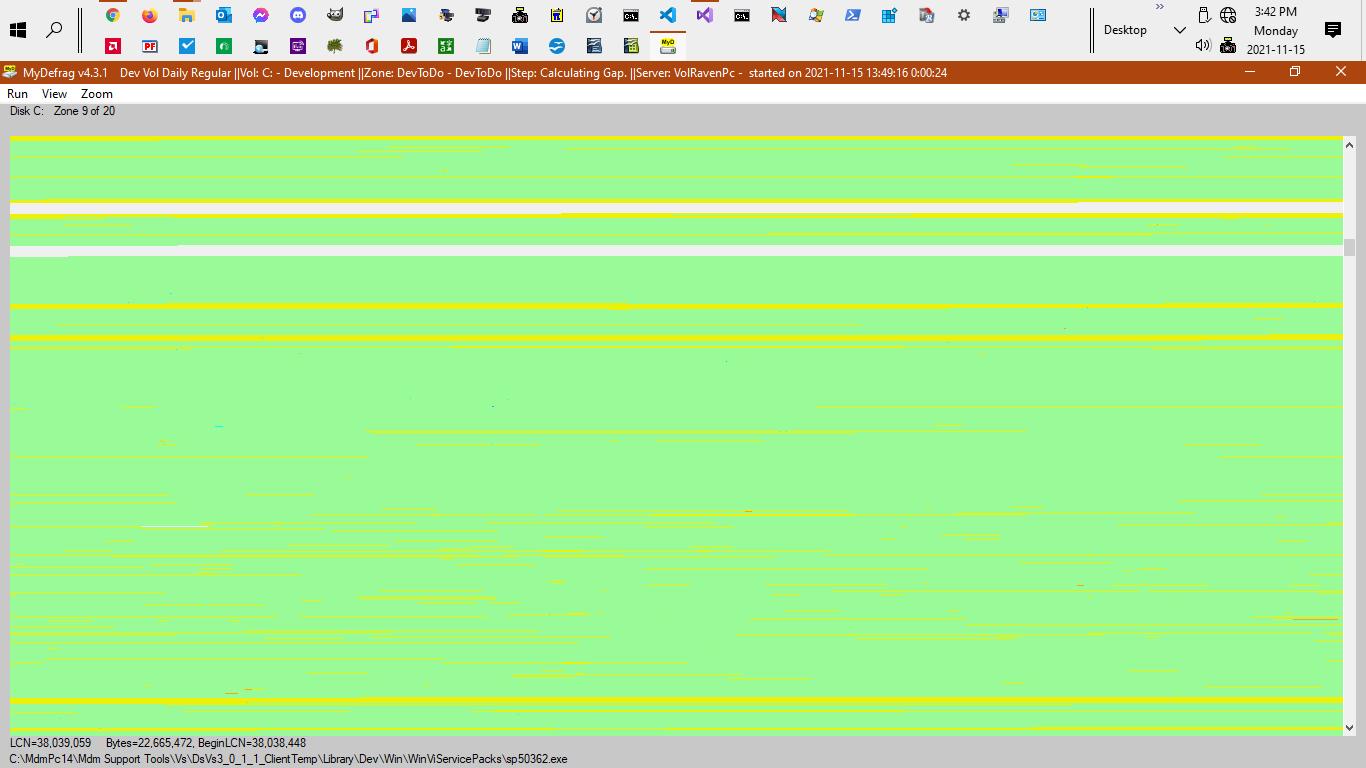 3:42 PM
Desktop
Monday
2021-11-15
MyDefrag v4.3.1 Dev Vol Daily Regular ||Vol: C: - Development ||Zone: DevToDo - DevToDo ||Step: Calculating Gap. ||Server: VolRavenPc - started on 2021-11-15 13:49:16 0:00:24
Run View Zoom
Disk C: Zone 9 of 20
LCN=38,039,059 Bytes=22,665,472, BeginLCN=38,038,448
C:\MdmPc14\Mdm Support Tools\Vs\DsVs3_0_1_1_ClientTemp\Library\Dev\Win\WinViServicePacks\sp50362.exe